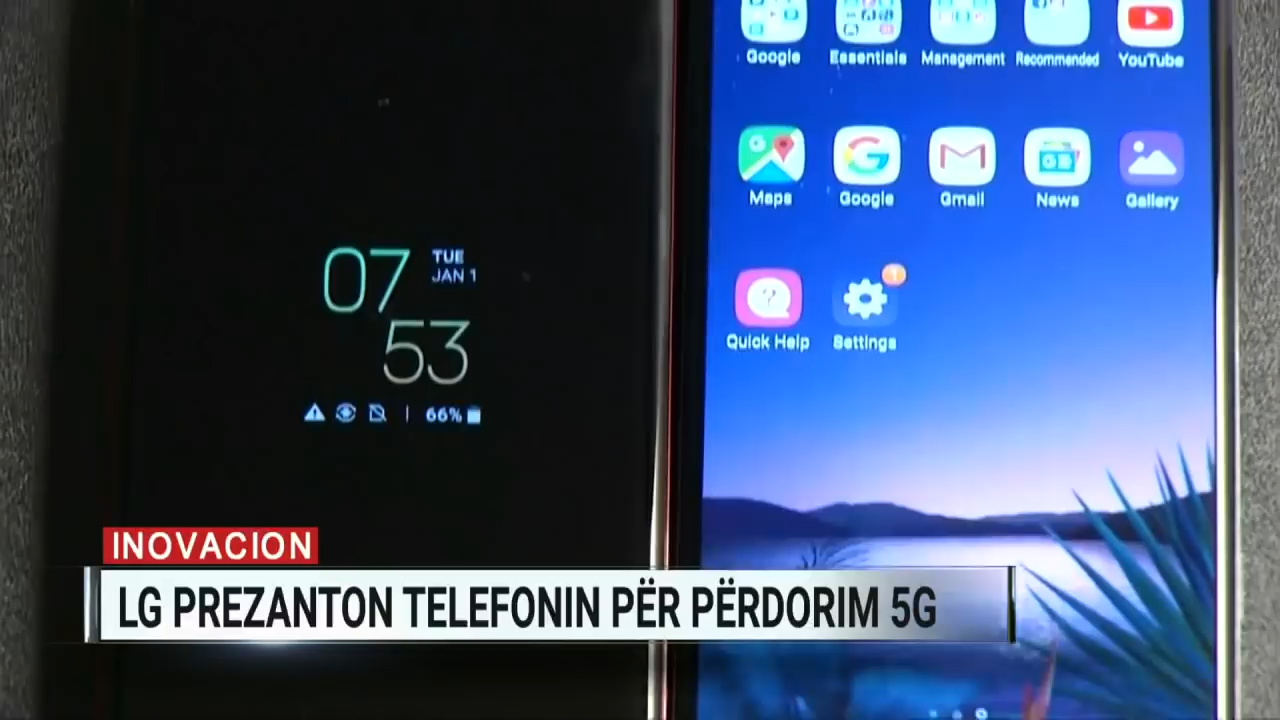 Google Essentials Management Recommended YouTube
Maps Google Gmail News Gallery
07
TUE
JAN 1
53
66%
Quick Help Settings
1
INOVACION
LG PREZANTON TELEFONIN PËR PËRDORIM 5G